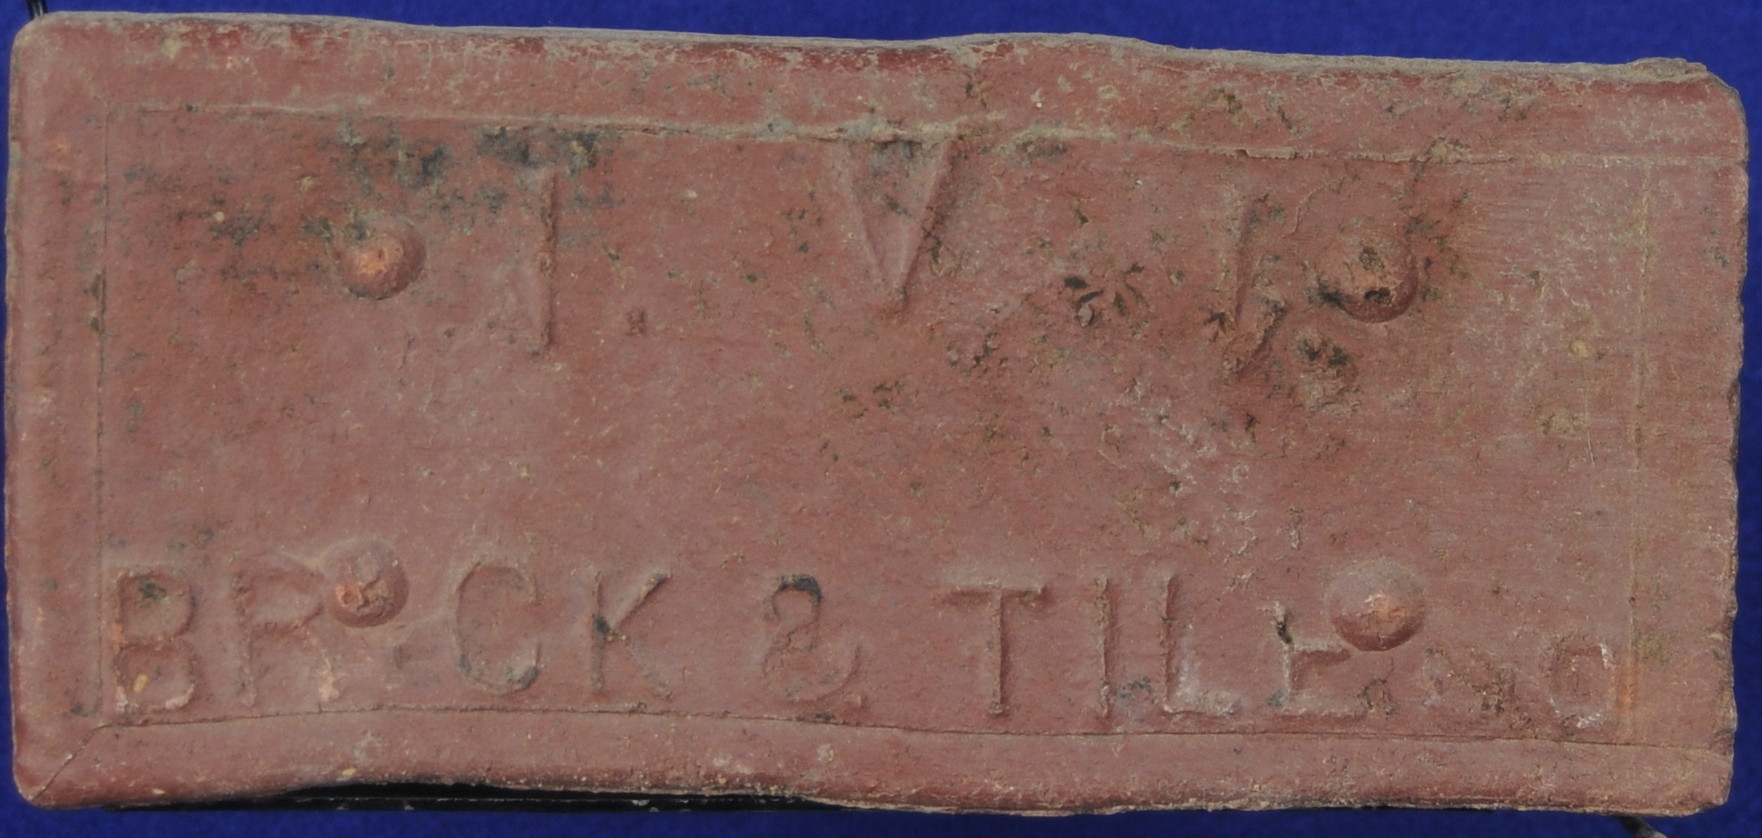 T. V. I. U
BRICK & TILE Co